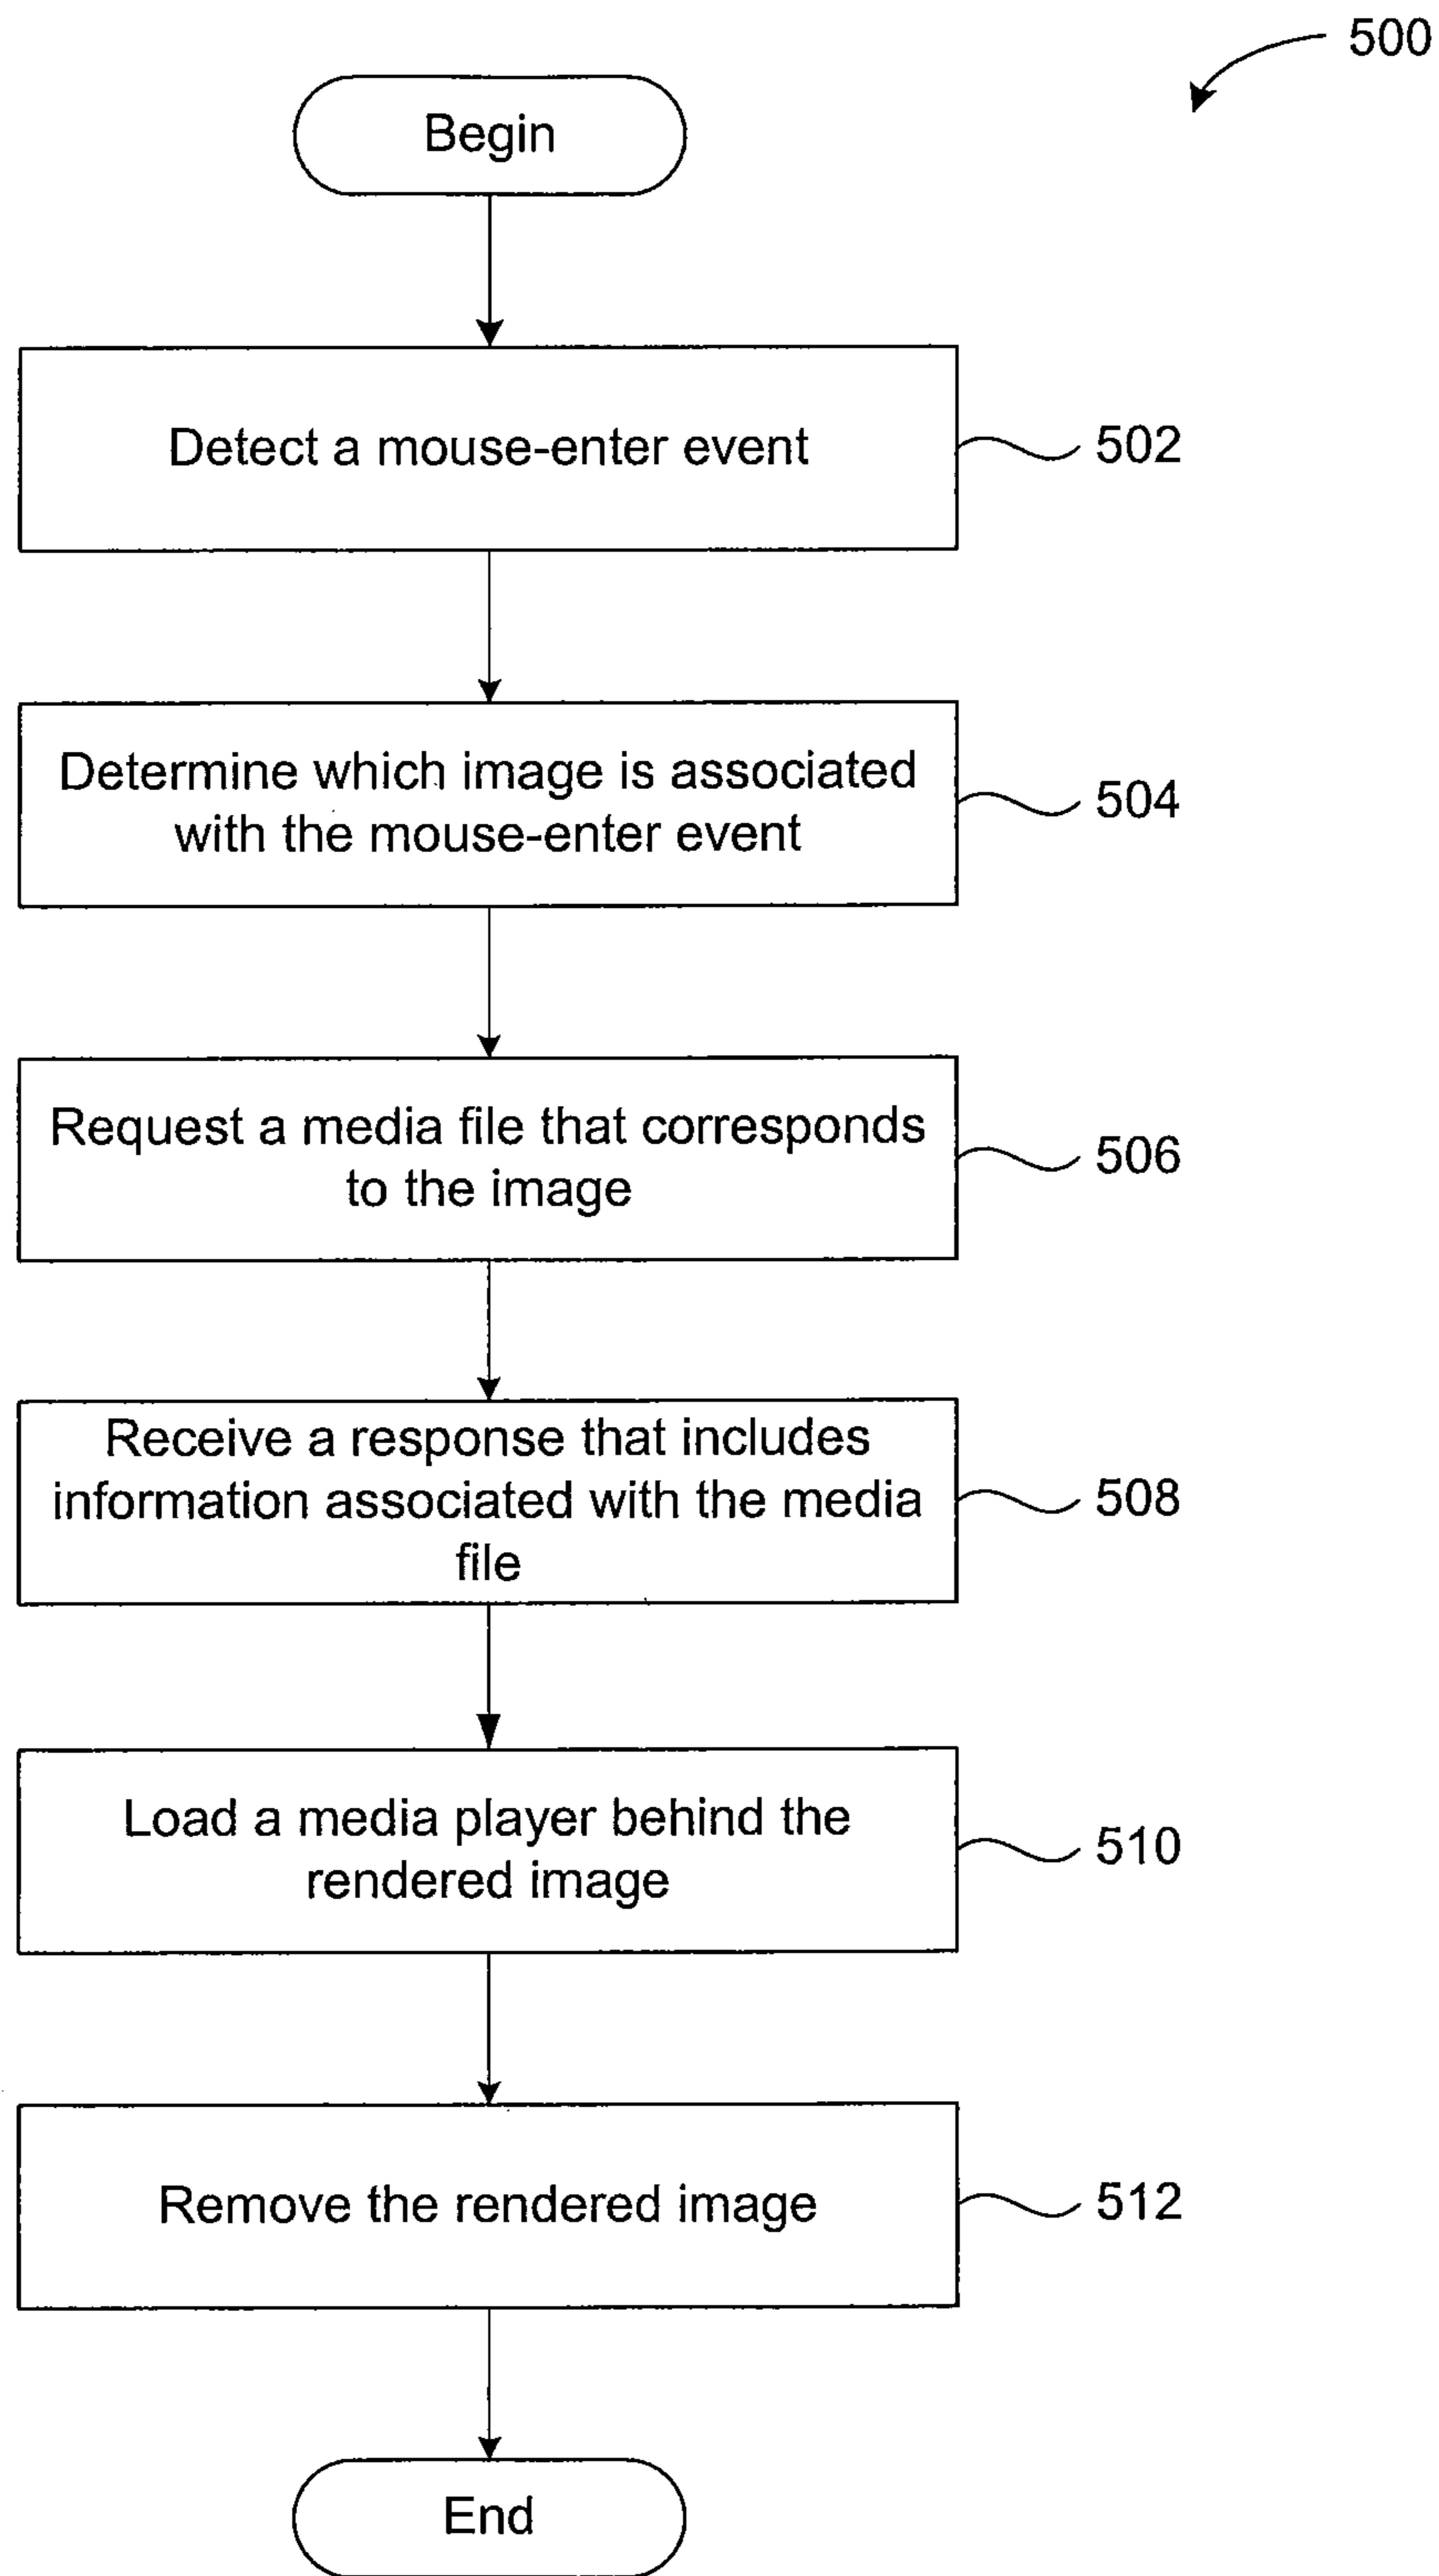 500
Begin
Detect a mouse-enter event
502
Determine which image is associated
with the mouse-enter event
504
Request a media file that corresponds
to the image
506
Receive a response that includes
information associated with the media
file
508
Load a media player behind the
rendered image
510
Remove the rendered image
512
End